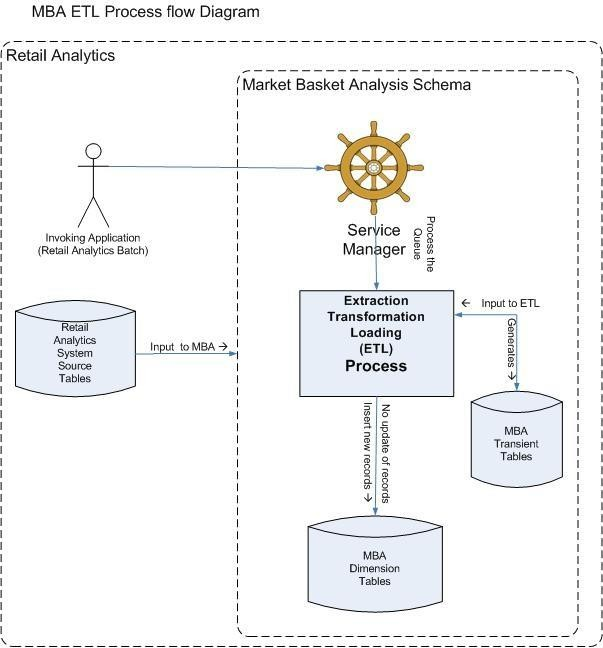 MBA ETL Process flow Diagram
Retail Analytics
Market Basket Analysis Schema
Invoking Application
(Retail Analytics Batch)
Service
Manager
Process the
Queue
Retail
Analytics
System
Source
Tables
Input to MBA →
Extraction
Transformation
Loading
(ETL)
Process
← Input to ETL
Generates →
MBA
Transient
Tables
No update of records
Insert new records →
MBA
Dimension
Tables